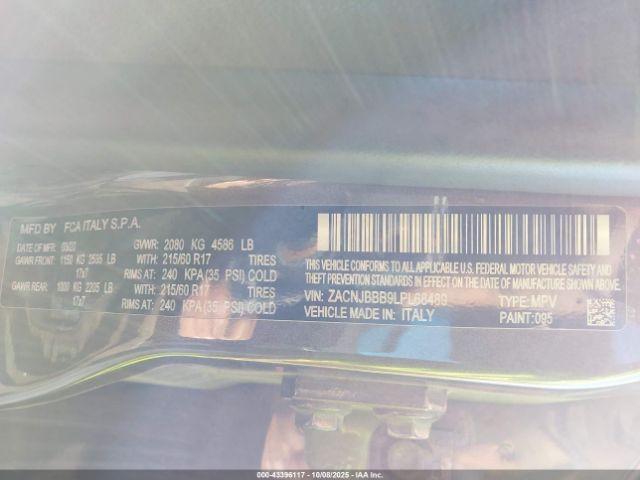 MFD BY FCA ITALY S.P.A.
DATE OF MFR GVWR: 2080 KG 4586 LB
GAWR FRONT: 1150 KG 2535 LB WITH: 215/60 R17 TIRES
17x7 RIMS AT: 240 KPA (35 PSI) COLD
GAWR REAR: 1000 KG 2205 LB WITH: 215/60 R17 TIRES
17x7 RIMS AT: 240 KPA (35 PSI) COLD
THIS VEHICLE CONFORMS TO ALL APPLICABLE
U.S. FEDERAL MOTOR VEHICLE SAFETY, BUMPER, AND
THEFT PREVENTION STANDARDS IN EFFECT ON THE DATE OF MANUFACTURE SHOWN ABOVE
VIN: ZACNJBBB9LPL68489 TYPE: MPV
VEHICLE MADE IN: ITALY PAINT: 095
000-43396117 | 10/08/2025 - IAA Inc.